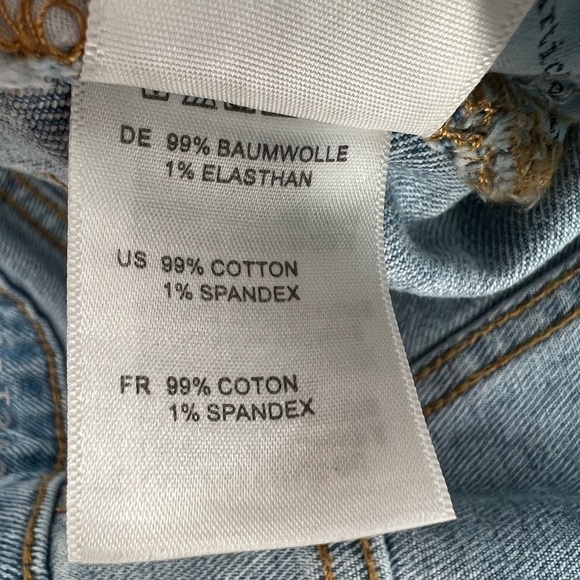 DE 99% BAUMWOLLE
1% ELASTHAN
US 99% COTTON
1% SPANDEX
FR 99% COTON
1% SPANDEX